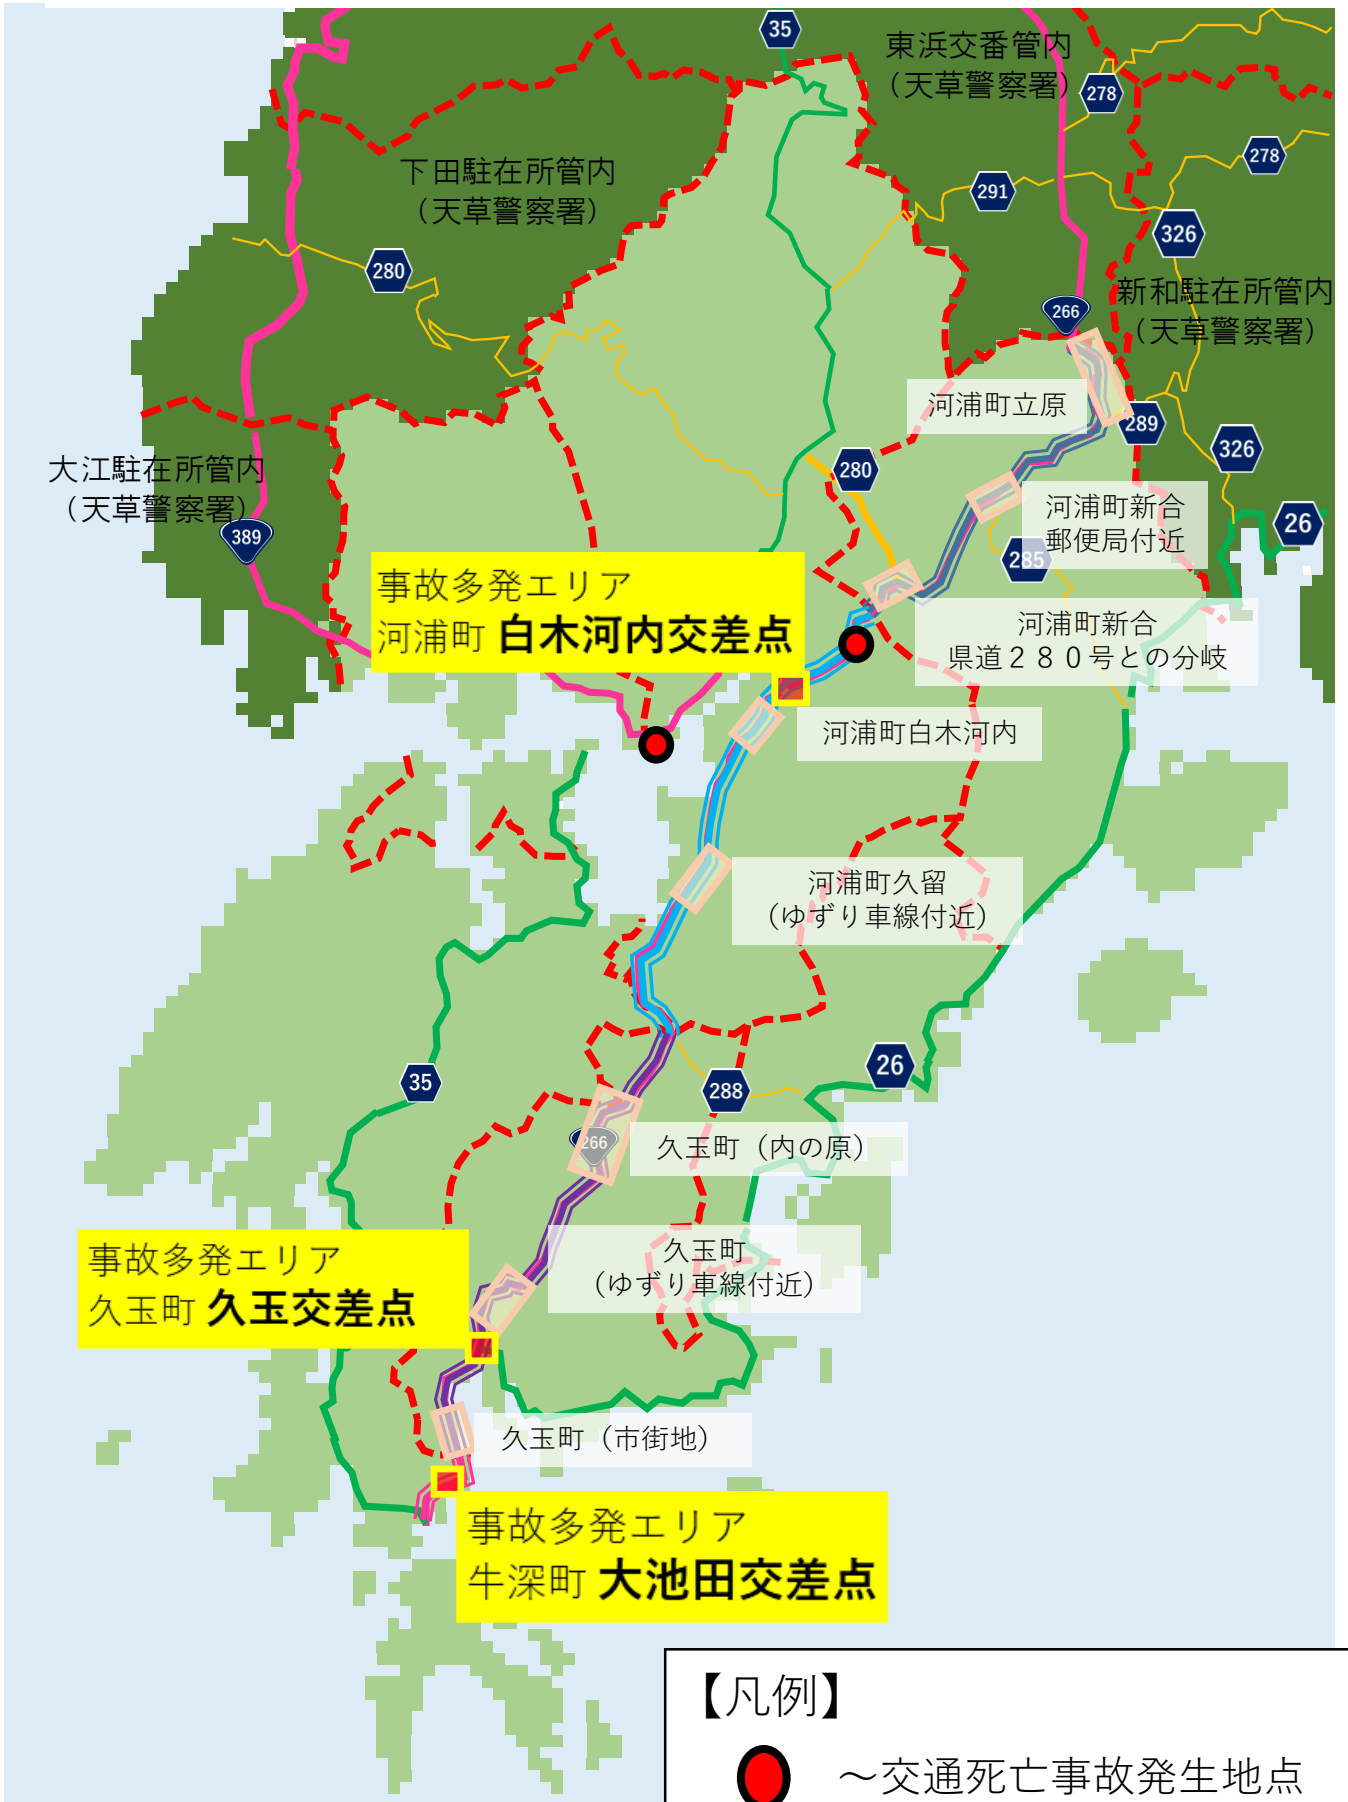 35
東浜交番管内
（天草警察署）
278
278
下田駐在所管内
（天草警察署）
291
326
280
新和駐在所管内
（天草警察署）
266
河浦町立原
289
326
280
大江駐在所管内
（天草警察署）
389
河浦町新合
郵便局付近
26
285
事故多発エリア
河浦町 白木河内交差点
河浦町新合
県道２８０号との分岐
河浦町白木河内
河浦町久留
（ゆずり車線付近）
35
26
288
266
久玉町（内の原）
事故多発エリア
久玉町 久玉交差点
久玉町
（ゆずり車線付近）
久玉町（市街地）
事故多発エリア
牛深町 大池田交差点
【凡例】
～交通死亡事故発生地点